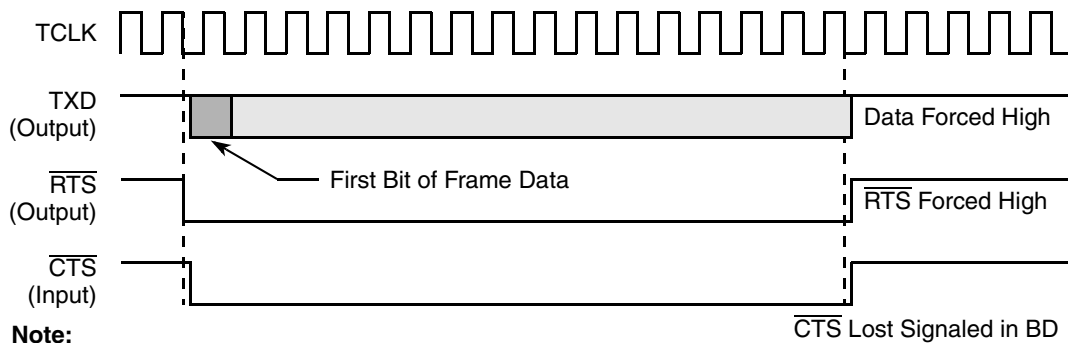 TCLK
TXD
(Output)
Data Forced High
First Bit of Frame Data
RTS
(Output)
RTS Forced High
CTS
(Input)
CTS Lost Signaled in BD
Note: